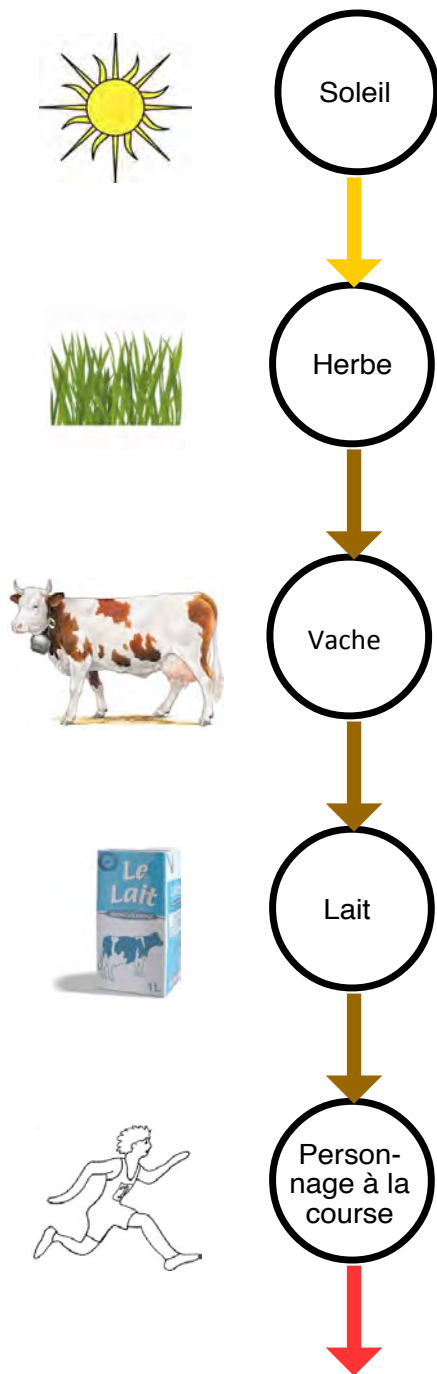 Soleil
Herbe
Vache
Le
Lait
1L
Lait
Person-
nage à la
course